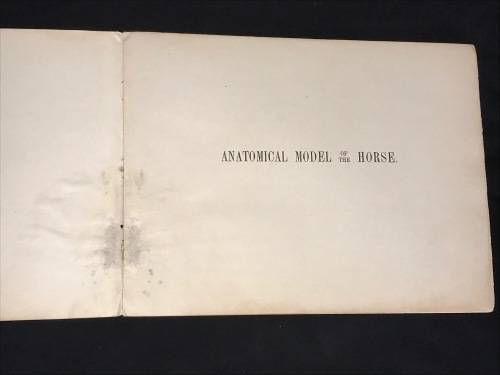 ANATOMICAL MODEL OF THE HORSE.